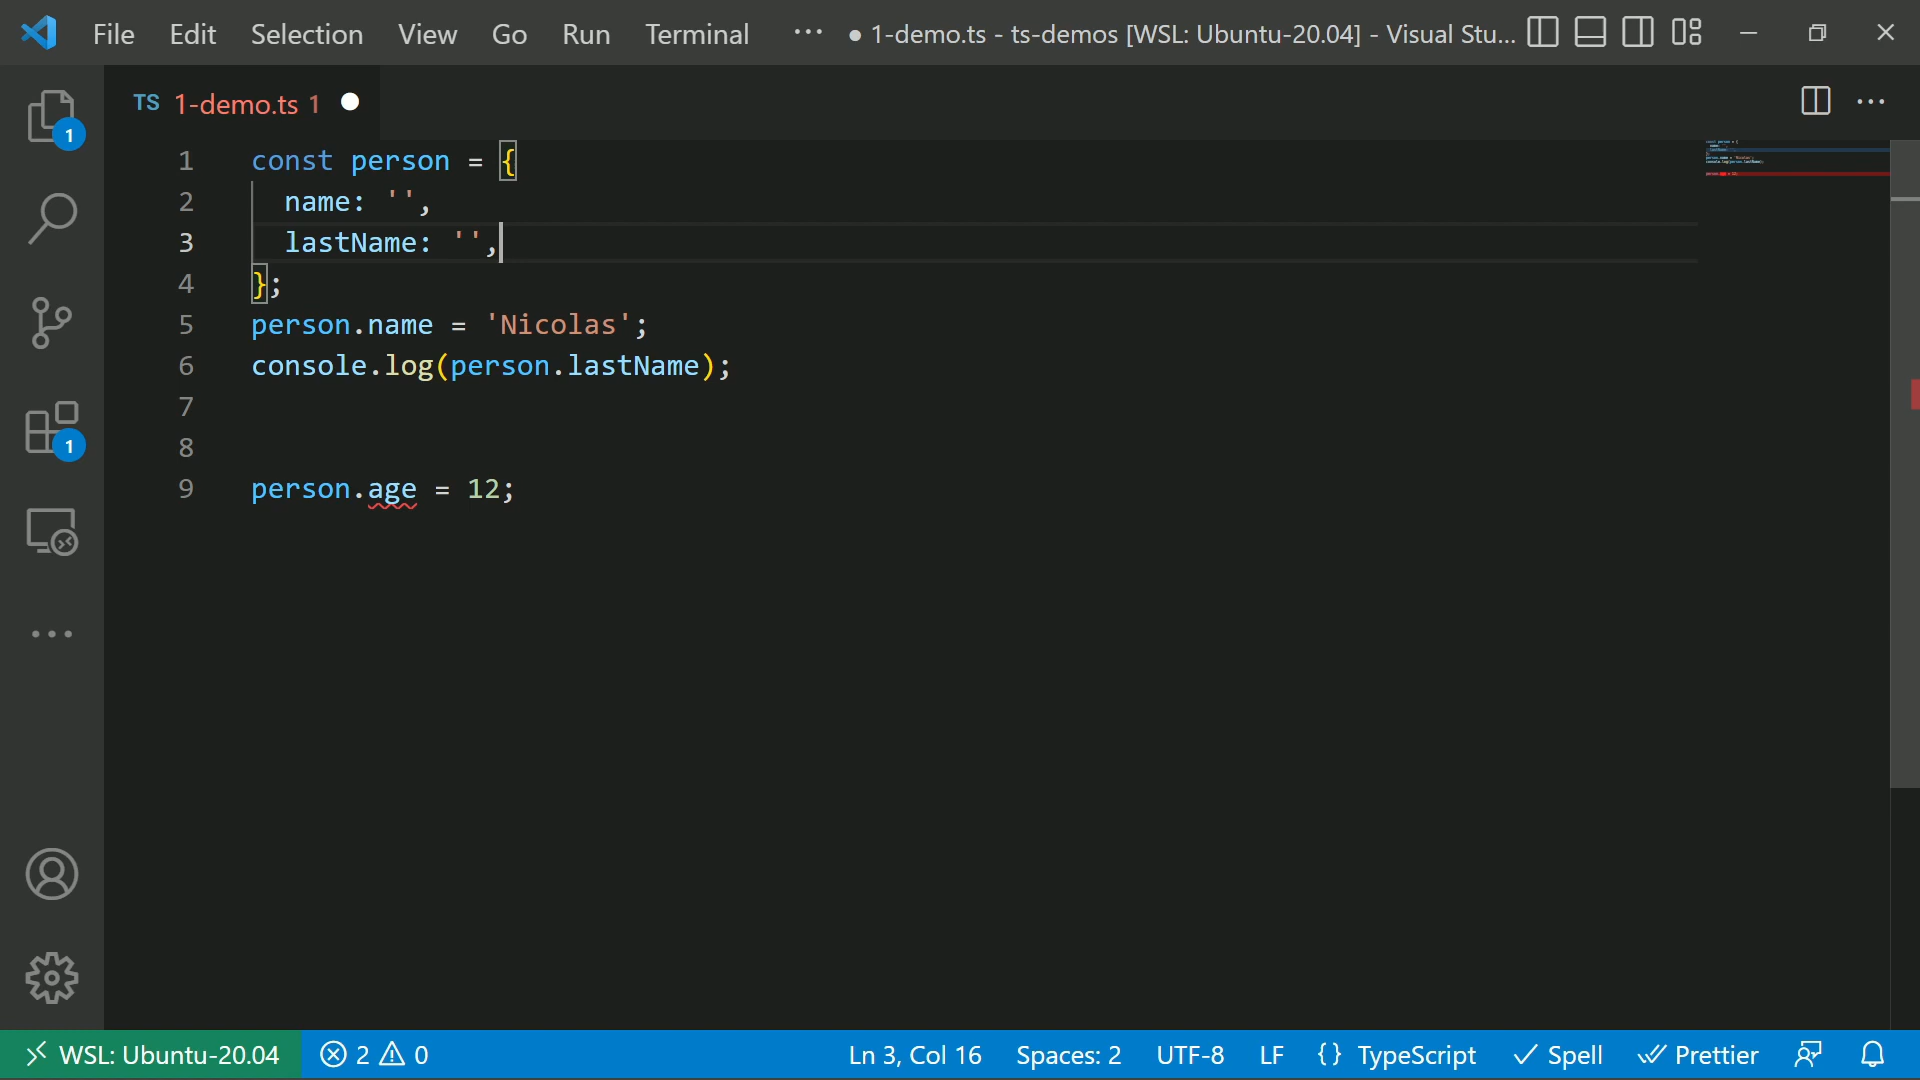 File Edit Selection View Go Run Terminal ··· ● 1-demo.ts - ts-demos [WSL: Ubuntu-20.04] - Visual Stu...
TS 1-demo.ts 1 ●
1 const person = {
2 name: '',
3 lastName: '',
4 };
5 person.name = 'Nicolas';
6 console.log(person.lastName);
7
8
9 person.age = 12;
1
1
WSL: Ubuntu-20.04 2 0 Ln 3, Col 16 Spaces: 2 UTF-8 LF {} TypeScript Spell Prettier